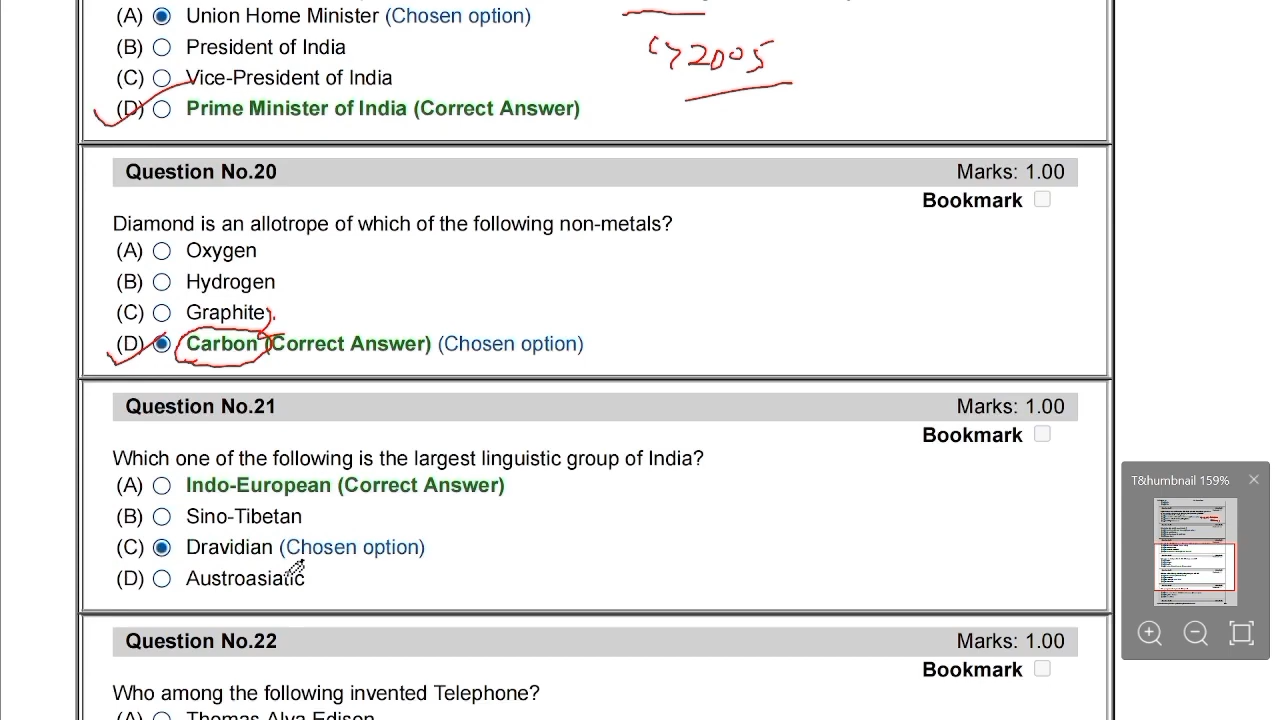 (A) Union Home Minister (Chosen option)
(B) President of India
(C) Vice-President of India
(D) Prime Minister of India (Correct Answer)
2005
Question No.20 Marks: 1.00
Bookmark
Diamond is an allotrope of which of the following non-metals?
(A) Oxygen
(B) Hydrogen
(C) Graphite
(D) Carbon (Correct Answer) (Chosen option)
Question No.21 Marks: 1.00
Bookmark
Which one of the following is the largest linguistic group of India?
(A) Indo-European (Correct Answer)
(B) Sino-Tibetan
(C) Dravidian (Chosen option)
(D) Austroasiatic
T&humbnail 159%
Question No.22 Marks: 1.00
Bookmark
Who among the following invented Telephone?
(A) Thomas Alva Edison